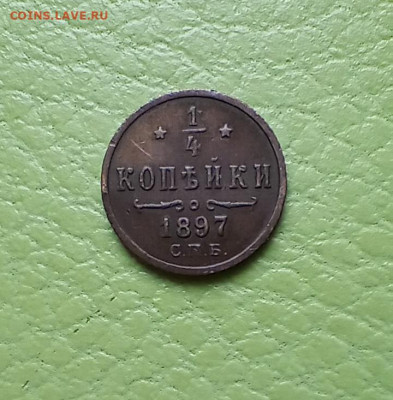 COINS.LAVE.RU
1/4
КОПѢЙКИ
1897
С.П.Б.